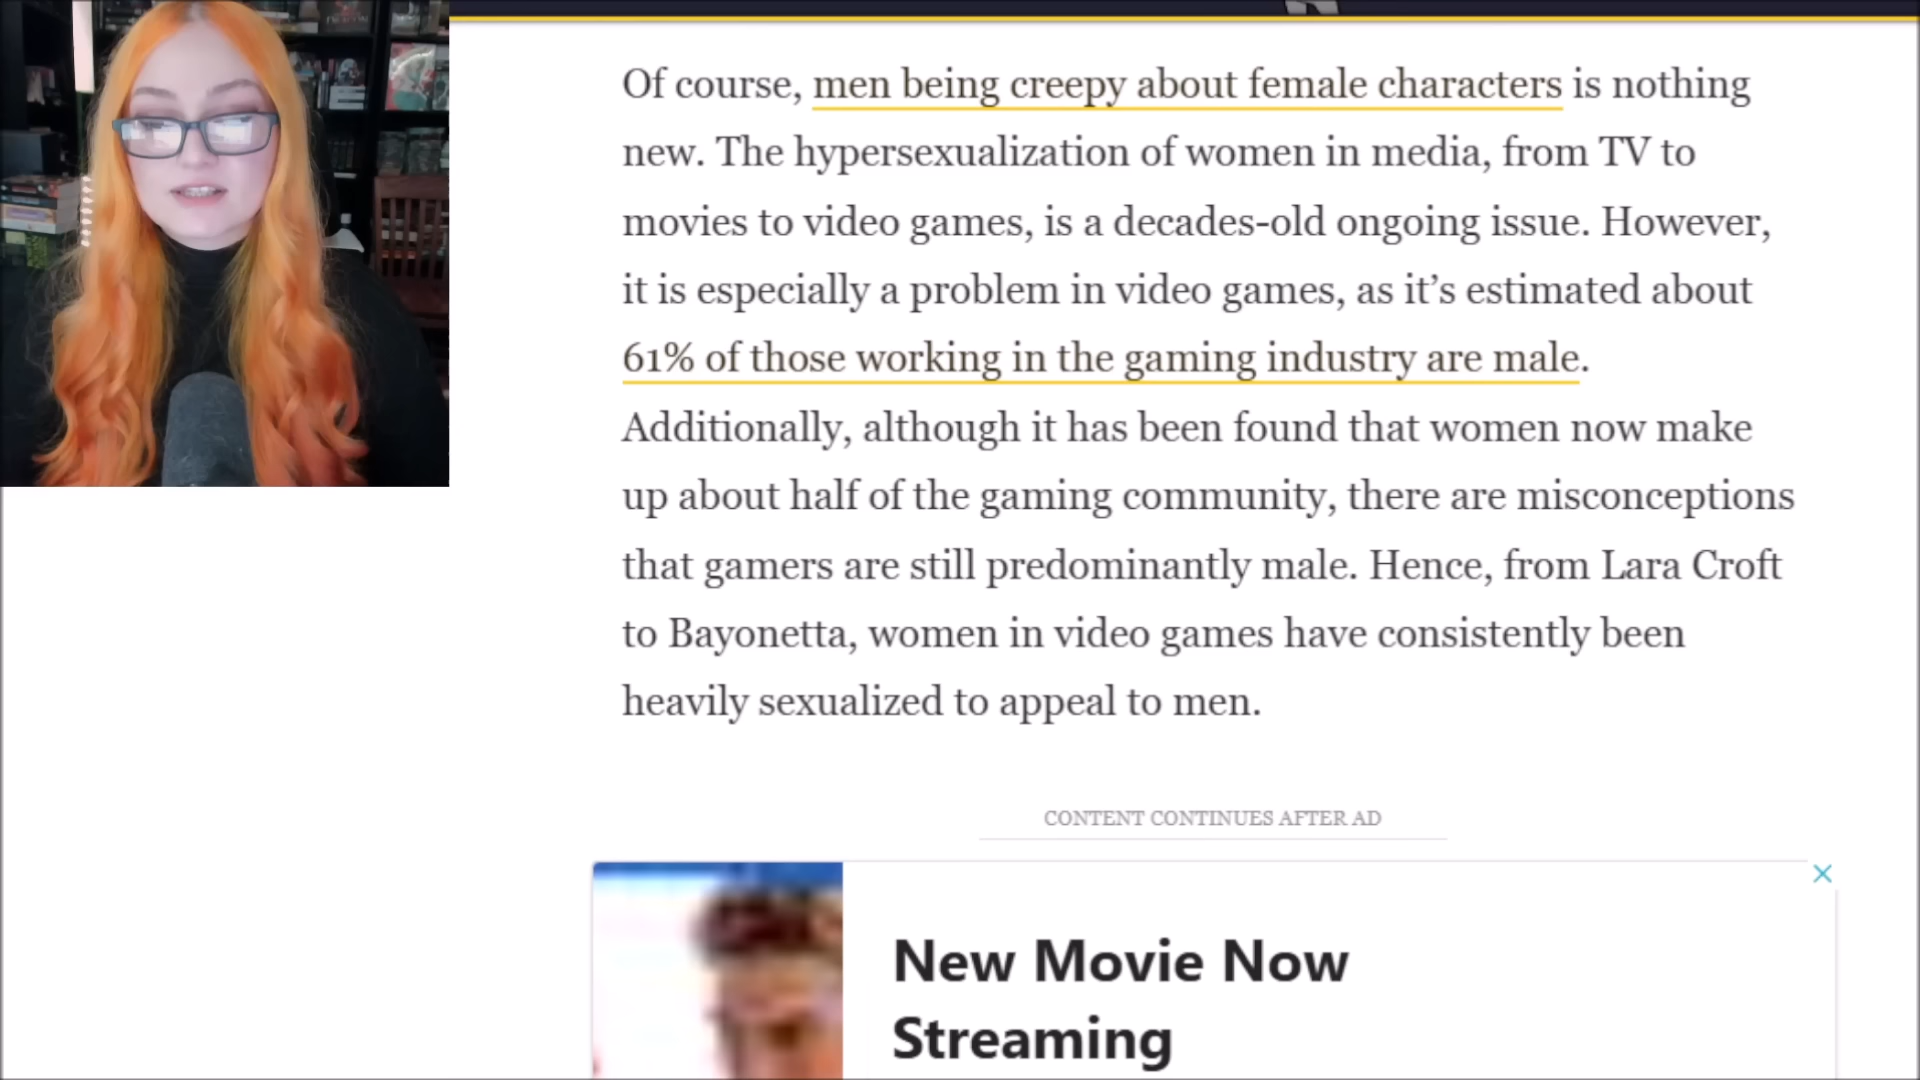 Of course, men being creepy about female characters is nothing
new. The hypersexualization of women in media, from TV to
movies to video games, is a decades-old ongoing issue. However,
it is especially a problem in video games, as it’s estimated about
61% of those working in the gaming industry are male.
Additionally, although it has been found that women now make
up about half of the gaming community, there are misconceptions
that gamers are still predominantly male. Hence, from Lara Croft
to Bayonetta, women in video games have consistently been
heavily sexualized to appeal to men.
CONTENT CONTINUES AFTER AD
New Movie Now
Streaming